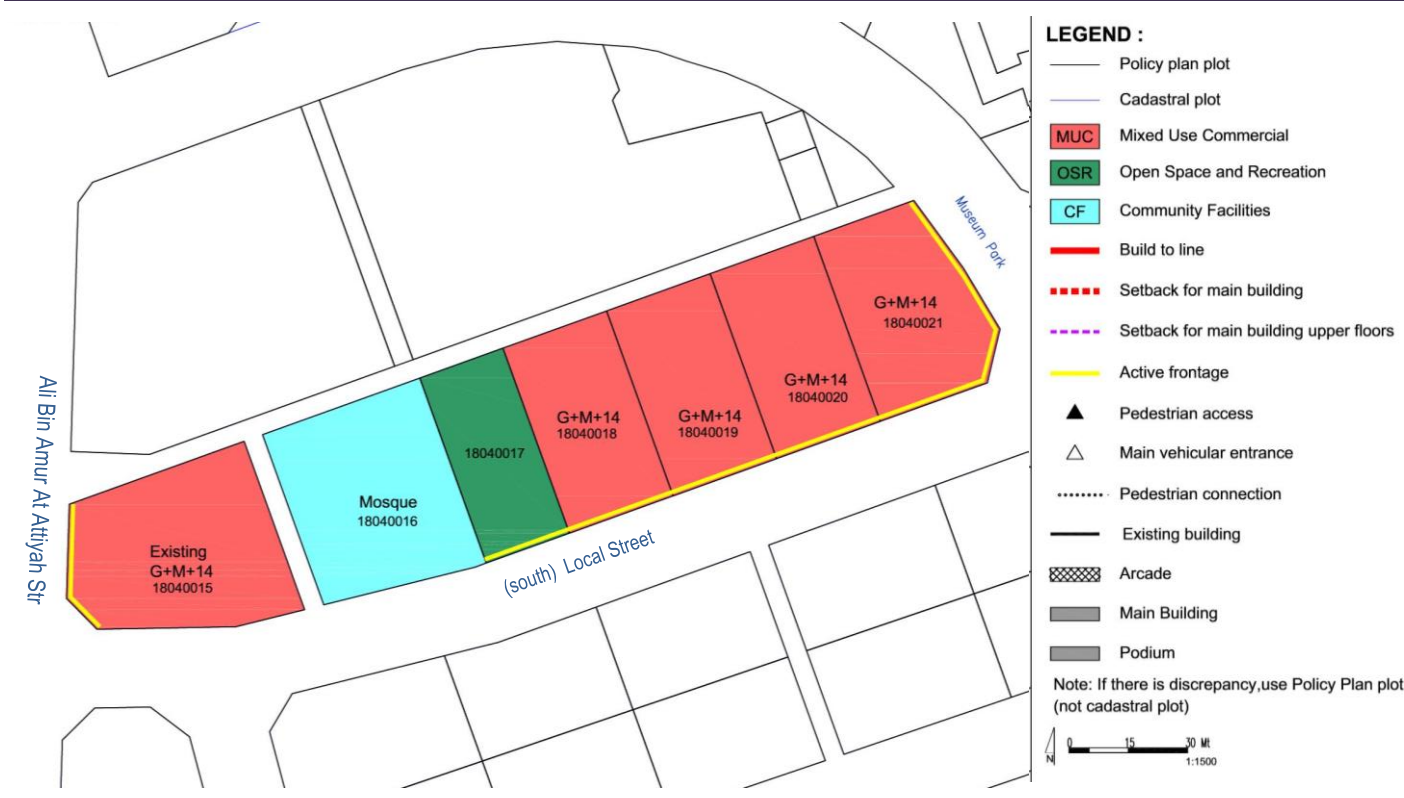 Museum Park
G+M+14
18040021
G+M+14
18040020
G+M+14
18040019
G+M+14
18040018
18040017
Mosque
18040016
Existing
G+M+14
18040015
Ali Bin Amur At Attiyah Str
(south) Local Street
LEGEND :
Policy plan plot
Cadastral plot
MUC Mixed Use Commercial
OSR Open Space and Recreation
CF Community Facilities
Build to line
Setback for main building
Setback for main building upper floors
Active frontage
Pedestrian access
Main vehicular entrance
Pedestrian connection
Existing building
Arcade
Main Building
Podium
Note: If there is discrepancy,use Policy Plan plot
(not cadastral plot)
N
0 15 30 Mt
1:1500